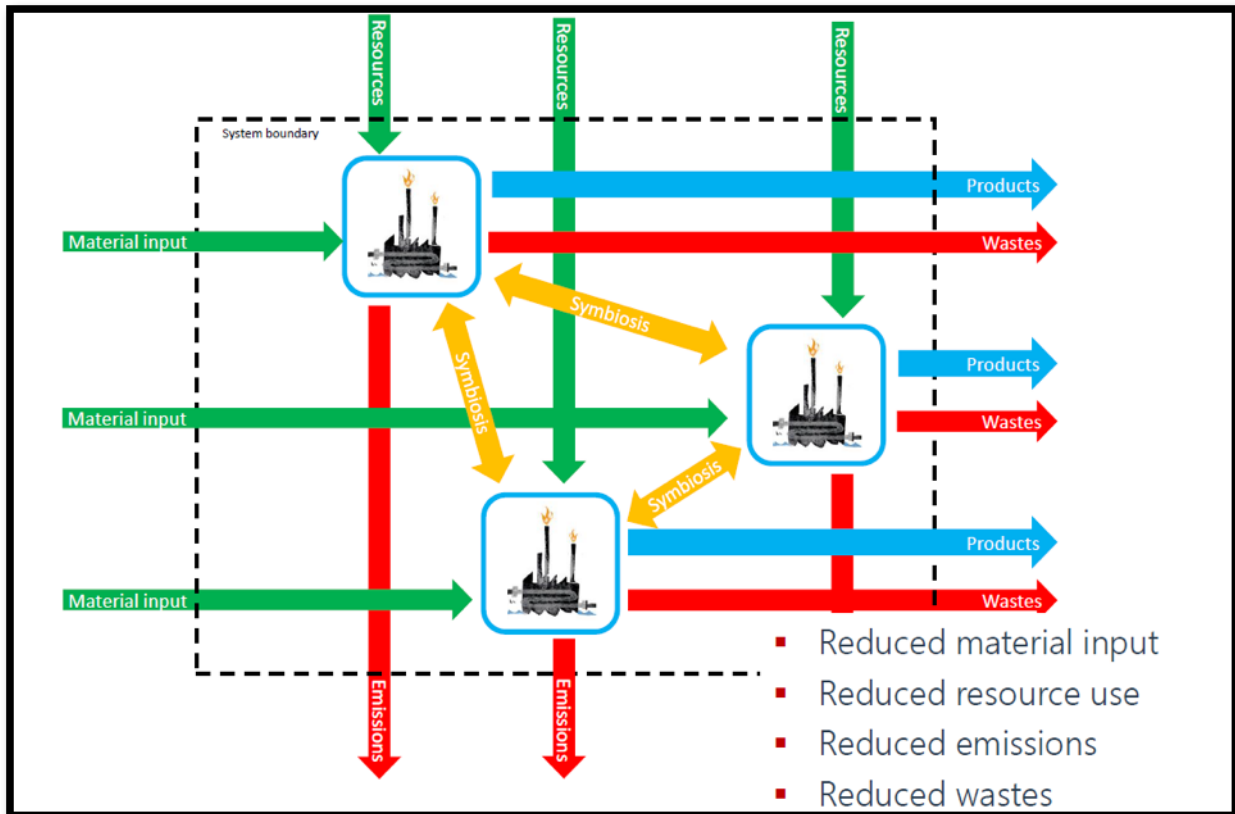 Resources
Resources
Resources
System boundary
Products
Material input
Wastes
Symbiosis
Symbiosis
Products
Material input
Wastes
Symbiosis
Products
Material input
Wastes
Emissions
Emissions
▪ Reduced material input
▪ Reduced resource use
▪ Reduced emissions
▪ Reduced wastes